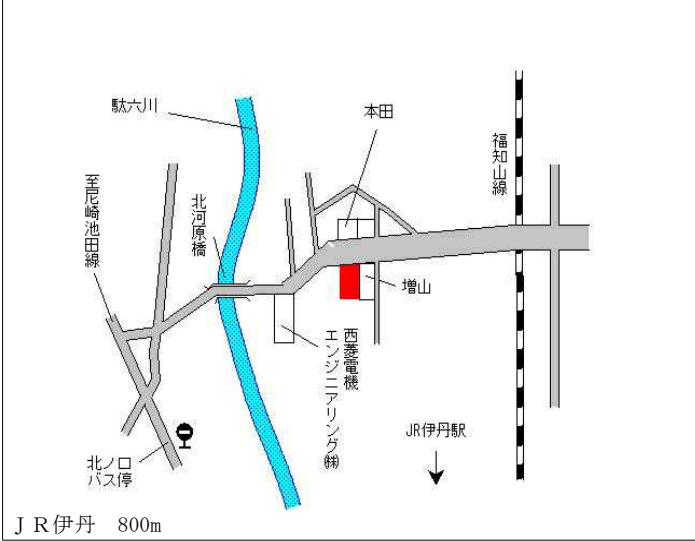 駄六川
本田
福知山線
至尼崎池田線
北河原橋
増山
西菱電機
エンジニアリング㈱
JR伊丹駅
北ノ口
バス停
ＪＲ伊丹　800m